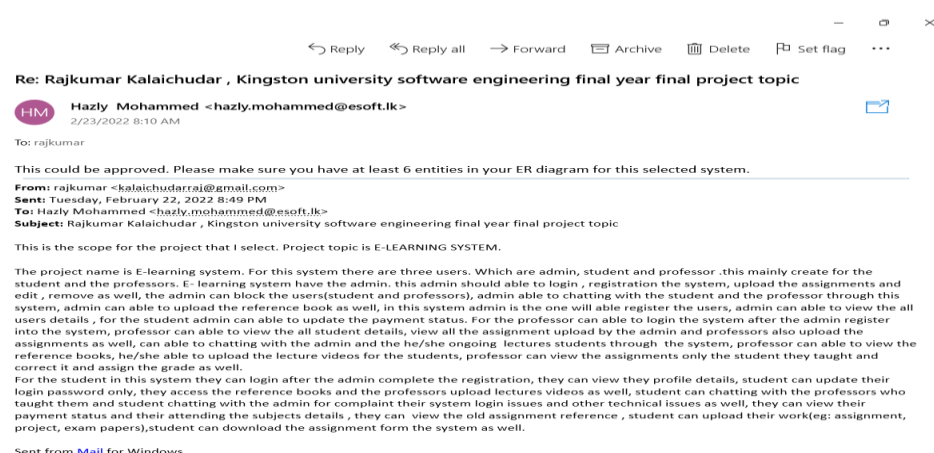 Reply Reply all Forward Archive Delete Set flag ...
Re: Rajkumar Kalaichudar , Kingston university software engineering final year final project topic
HM
Hazly Mohammed <hazly.mohammed@esoft.lk>
2/23/2022 8:10 AM
To: rajkumar
This could be approved. Please make sure you have at least 6 entities in your ER diagram for this selected system.
From: rajkumar <kalaichudarraj@gmail.com>
Sent: Tuesday, February 22, 2022 8:49 PM
To: Hazly Mohammed <hazly.mohammed@esoft.lk>
Subject: Rajkumar Kalaichudar , Kingston university software engineering final year final project topic
This is the scope for the project that I select. Project topic is E-LEARNING SYSTEM.
The project name is E-learning system. For this system there are three users. Which are admin, student and professor .this mainly create for the
student and the professors. E- learning system have the admin. this admin should able to login , registration the system, upload the assignments and
edit , remove as well, the admin can block the users(student and professors), admin able to chatting with the student and the professor through this
system, admin can able to upload the reference book as well, in this system admin is the one will able register the users, admin can able to view the all
users details , for the student admin can able to update the payment status. For the professor can able to login the system after the admin register
into the system, professor can able to view the all student details, view all the assignment upload by the admin and professors also upload the
assignments as well, can able to chatting with the admin and the he/she ongoing lectures students through the system, professor can able to view the
reference books, he/she able to upload the lecture videos for the students, professor can view the assignments only the student they taught and
correct it and assign the grade as well.
For the student in this system they can login after the admin complete the registration, they can view they profile details, student can update their
login password only, they access the reference books and the professors upload lectures videos as well, student can chatting with the professors who
taught them and student chatting with the admin for complaint their system login issues and other technical issues as well, they can view their
payment status and their attending the subjects details , they can view the old assignment reference , student can upload their work(eg: assignment,
project, exam papers),student can download the assignment form the system as well.
Sent from Mail for Windows